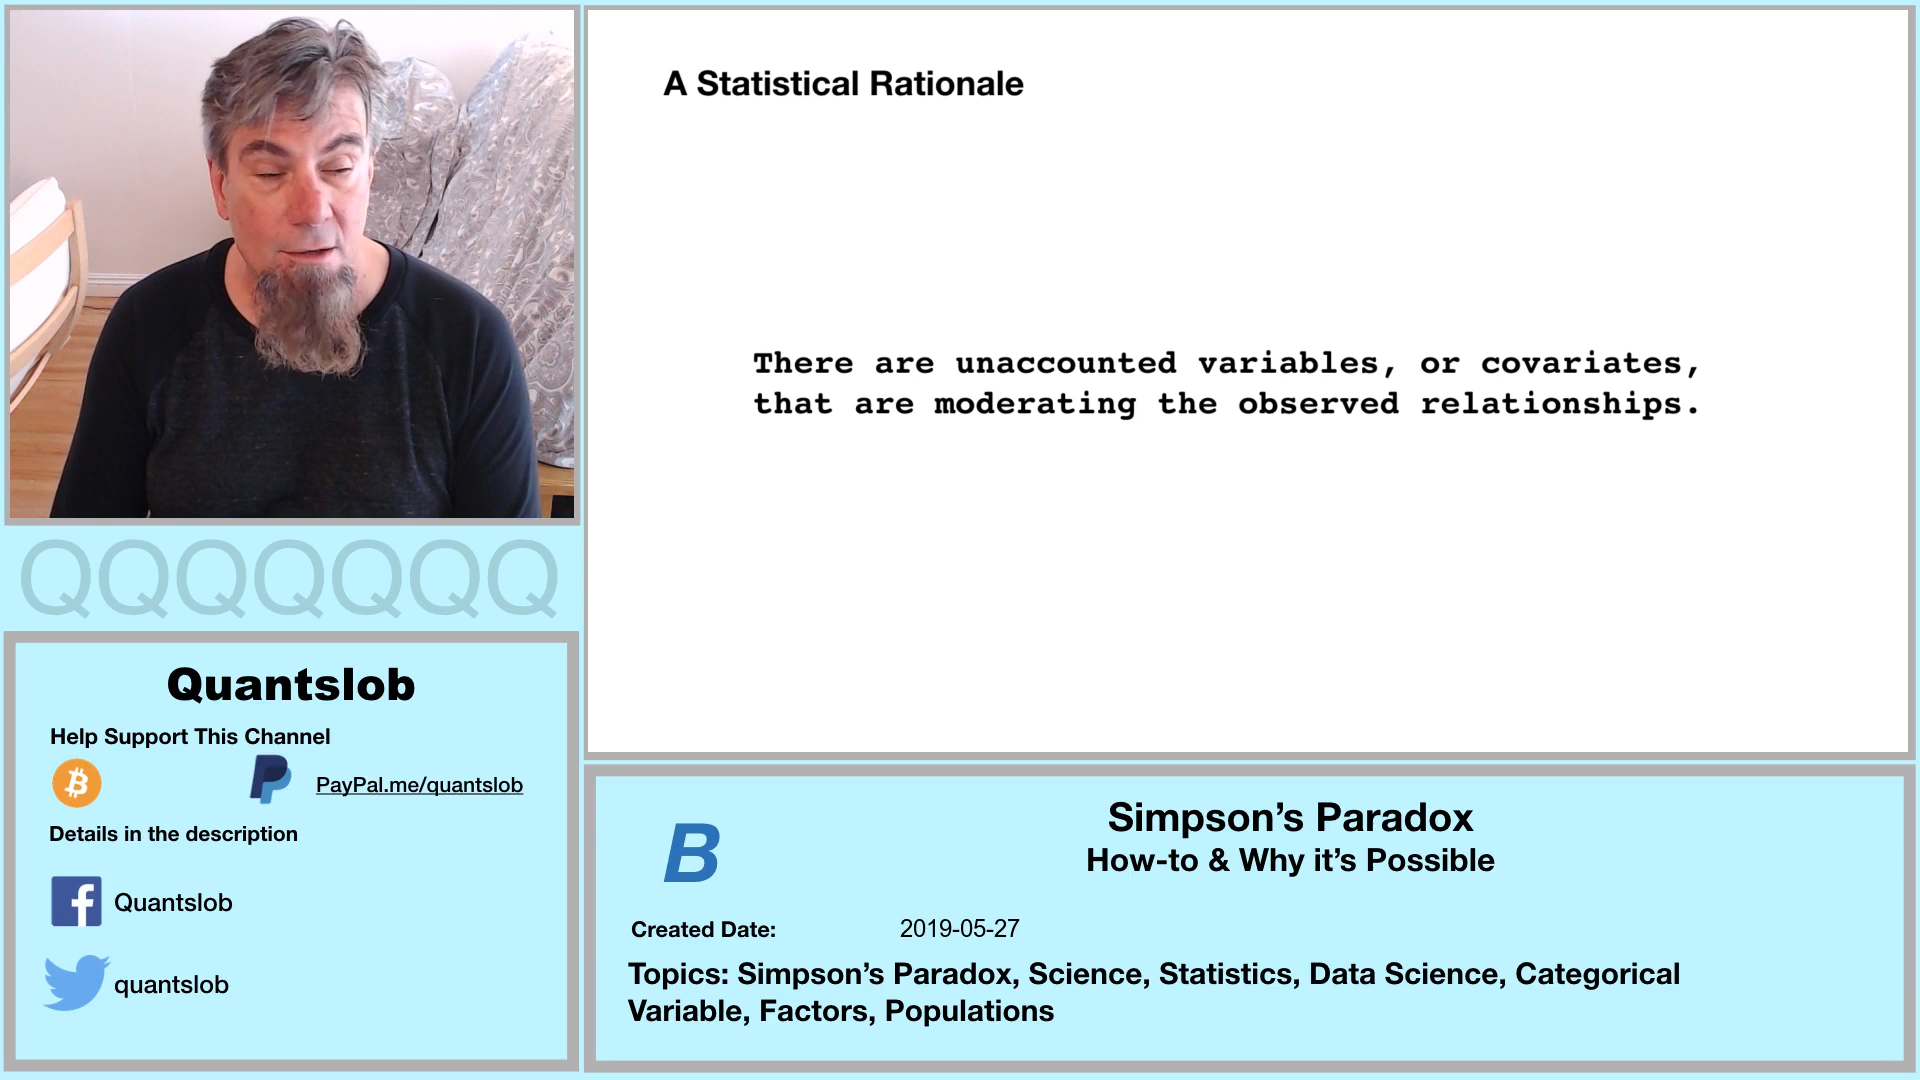 A Statistical Rationale
There are unaccounted variables, or covariates,
that are moderating the observed relationships.
QQQQQQQ
Quantslob
Help Support This Channel
PayPal.me/quantslob
Details in the description
Quantslob
quantslob
B
Simpson’s Paradox
How-to & Why it’s Possible
Created Date: 2019-05-27
Topics: Simpson’s Paradox, Science, Statistics, Data Science, Categorical
Variable, Factors, Populations